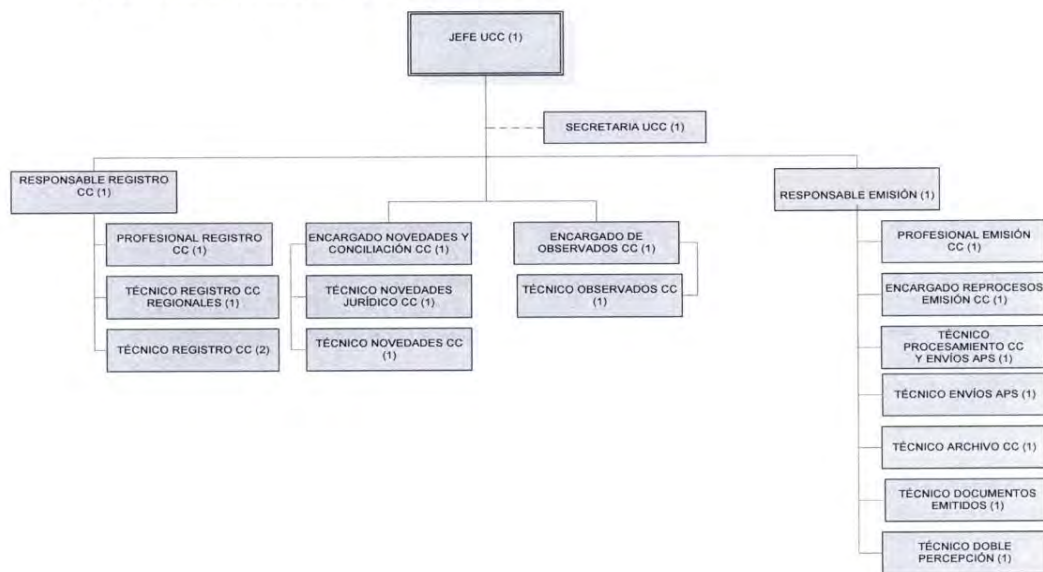 JEFE UCC (1)
SECRETARIA UCC (1)
RESPONSABLE REGISTRO
CC (1)
PROFESIONAL REGISTRO
CC (1)
TÉCNICO REGISTRO CC
REGIONALES (1)
TÉCNICO REGISTRO CC (2)
ENCARGADO NOVEDADES Y
CONCILIACIÓN CC (1)
TÉCNICO NOVEDADES
JURÍDICO CC (1)
TÉCNICO NOVEDADES CC
(1)
ENCARGADO DE
OBSERVADOS CC (1)
TÉCNICO OBSERVADOS CC
(1)
RESPONSABLE EMISIÓN (1)
PROFESIONAL EMISIÓN
CC (1)
ENCARGADO REPROCESOS
EMISIÓN CC (1)
TÉCNICO
PROCESAMIENTO CC
Y ENVÍOS APS (1)
TÉCNICO ENVÍOS APS (1)
TÉCNICO ARCHIVO CC (1)
TÉCNICO DOCUMENTOS
EMITIDOS (1)
TÉCNICO DOBLE
PERCEPCIÓN (1)